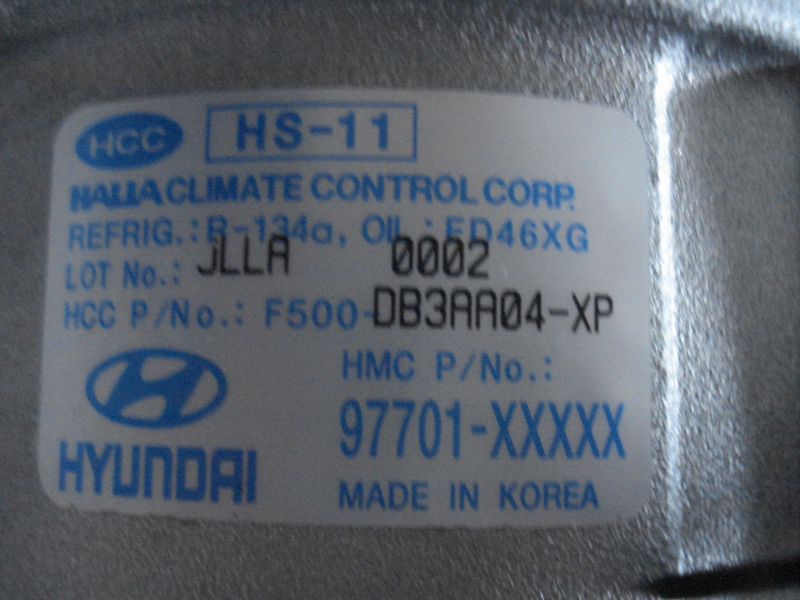 HCC HS-11
HALLA CLIMATE CONTROL CORP.
REFRIG.: R-134a, OIL : FD46XG
LOT No.: JLLA 0002
HCC P/No.: F500-DB3AA04-XP
HMC P/No.:
97701-XXXXX
HYUNDAI
MADE IN KOREA